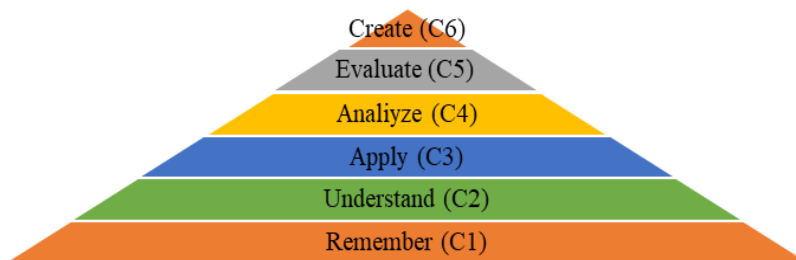 Create (C6)
Evaluate (C5)
Analiyze (C4)
Apply (C3)
Understand (C2)
Remember (C1)